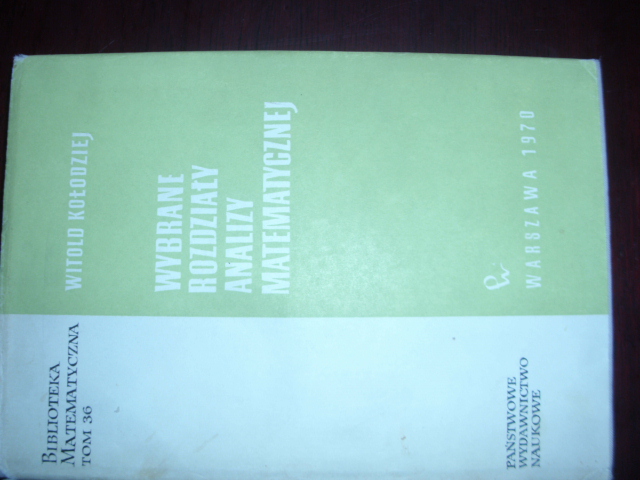 BIBLIOTEKA
MATEMATYCZNA
TOM 36
WITOLD KOŁODZIEJ
WYBRANE
ROZDZIAŁY
ANALIZY
MATEMATYCZNEJ
PAŃSTWOWE
WYDAWNICTWO
NAUKOWE
WARSZAWA 1970